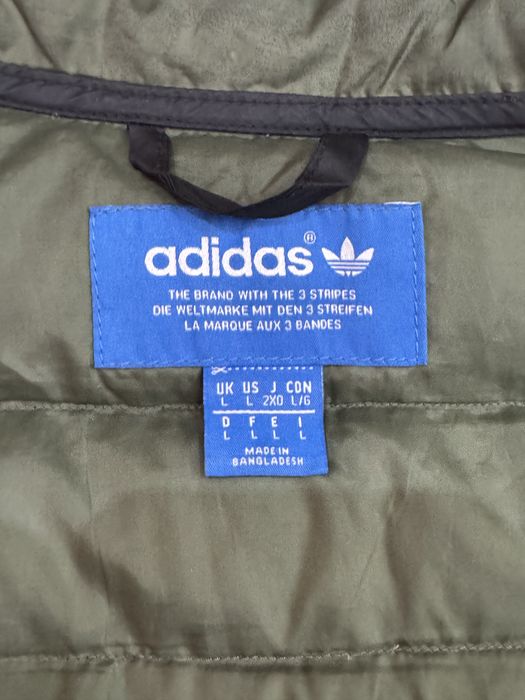 adidas®
THE BRAND WITH THE 3 STRIPES
DIE WELTMARKE MIT DEN 3 STREIFEN
LA MARQUE AUX 3 BANDES
UK US J CDN
L L 2XO L/G
D F E I
L L L L
MADE IN
BANGLADESH